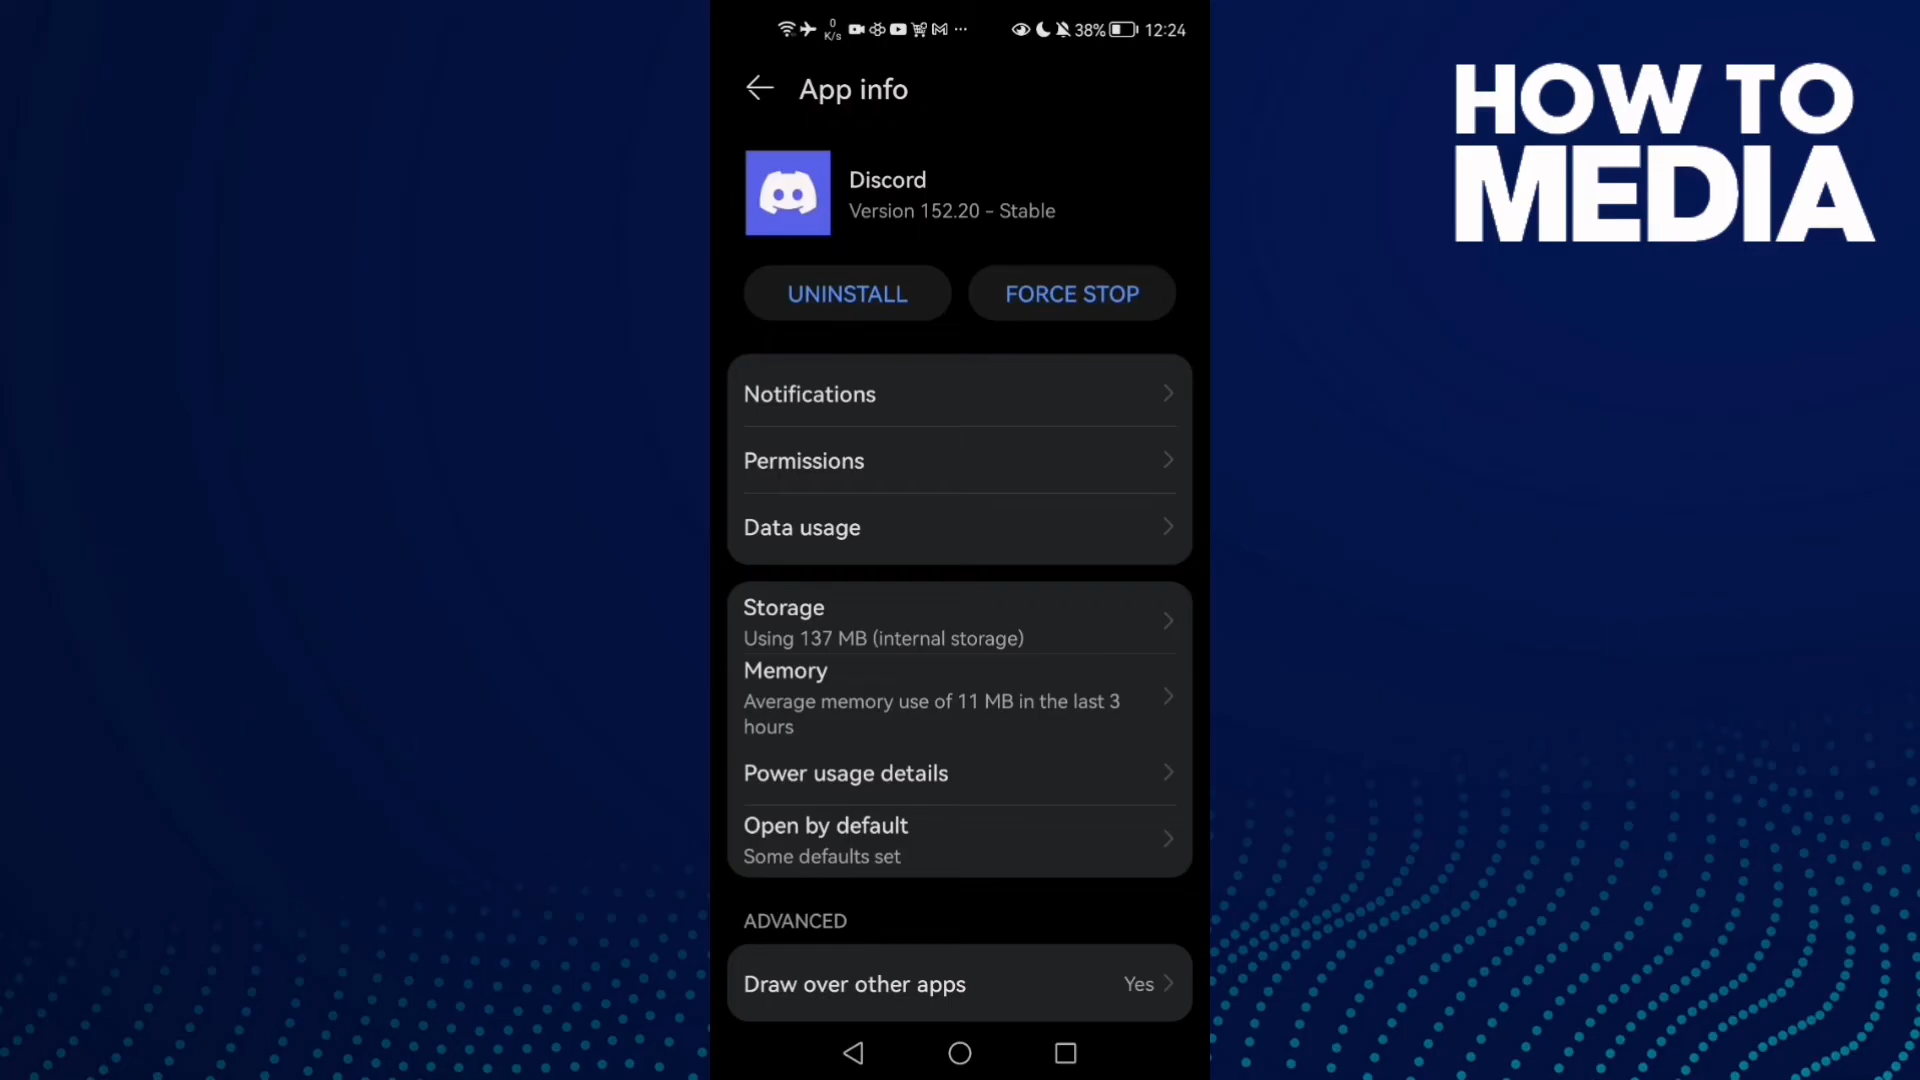 0
K/s
38% 12:24
HOW TO
MEDIA
App info
Discord
Version 152.20 - Stable
UNINSTALL
FORCE STOP
Notifications
Permissions
Data usage
Storage
Using 137 MB (internal storage)
Memory
Average memory use of 11 MB in the last 3
hours
Power usage details
Open by default
Some defaults set
ADVANCED
Draw over other apps
Yes